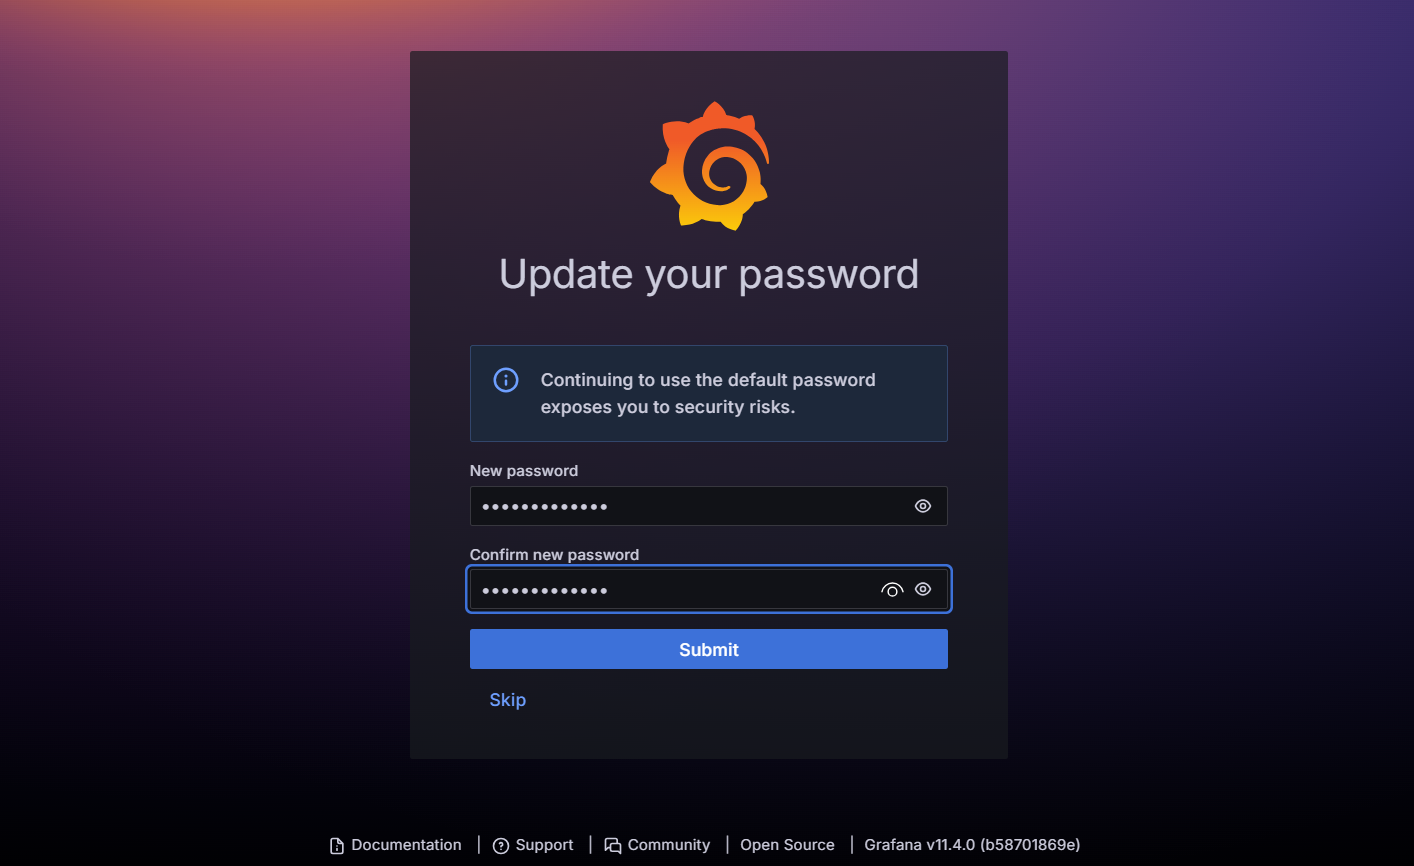 Update your password
Continuing to use the default password
exposes you to security risks.
New password
•••••••••••••
Confirm new password
•••••••••••••
Submit
Skip
Documentation | Support | Community | Open Source | Grafana v11.4.0 (b58701869e)